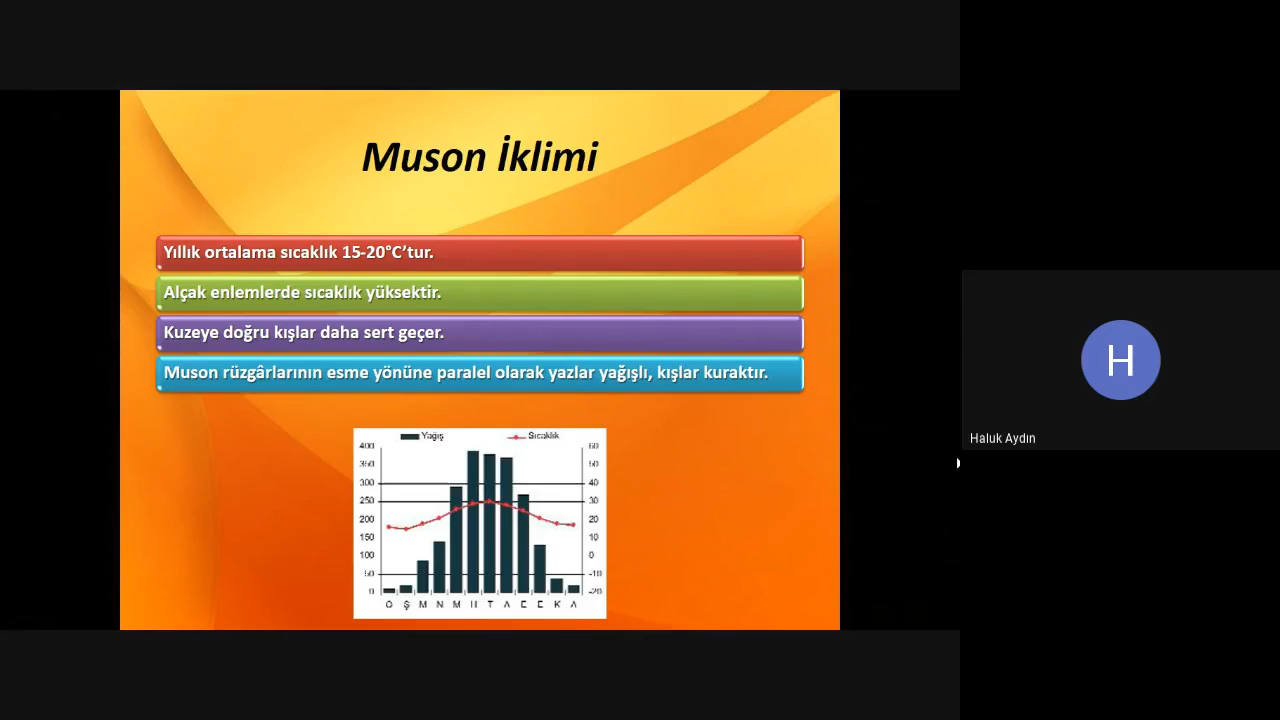 Muson İklimi
Yıllık ortalama sıcaklık 15-20°C’tur.
Alçak enlemlerde sıcaklık yüksektir.
Kuzeye doğru kışlar daha sert geçer.
Muson rüzgârlarının esme yönüne paralel olarak yazlar yağışlı, kışlar kuraktır.
Yağış Sıcaklık
400 60
350 50
300 40
250 30
200 20
150 10
100 0
50 -10
0 -20
O Ş M N M H T A E E K A
H
Haluk Aydın